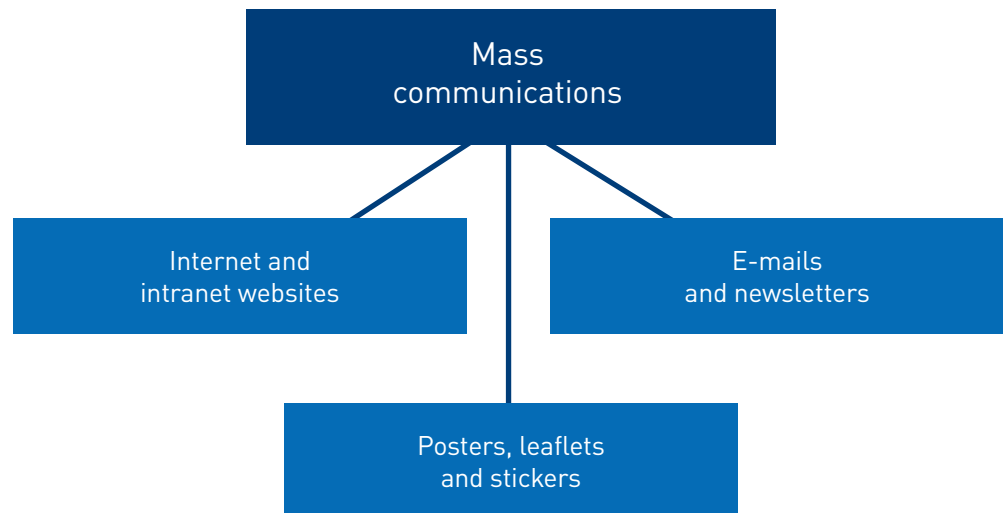 Mass
communications
Internet and
intranet websites
E-mails
and newsletters
Posters, leaflets
and stickers